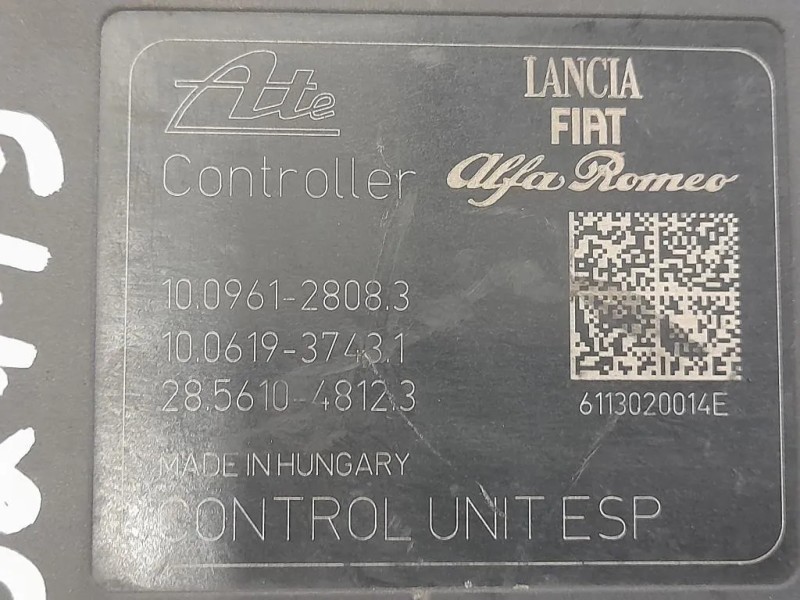 Ate
LANCIA
FIAT
Alfa Romeo
Controller
10.0961-2808.3
10.0619-3743.1
28.5610-4812.3
6113020014E
MADE IN HUNGARY
CONTROL UNIT ESP